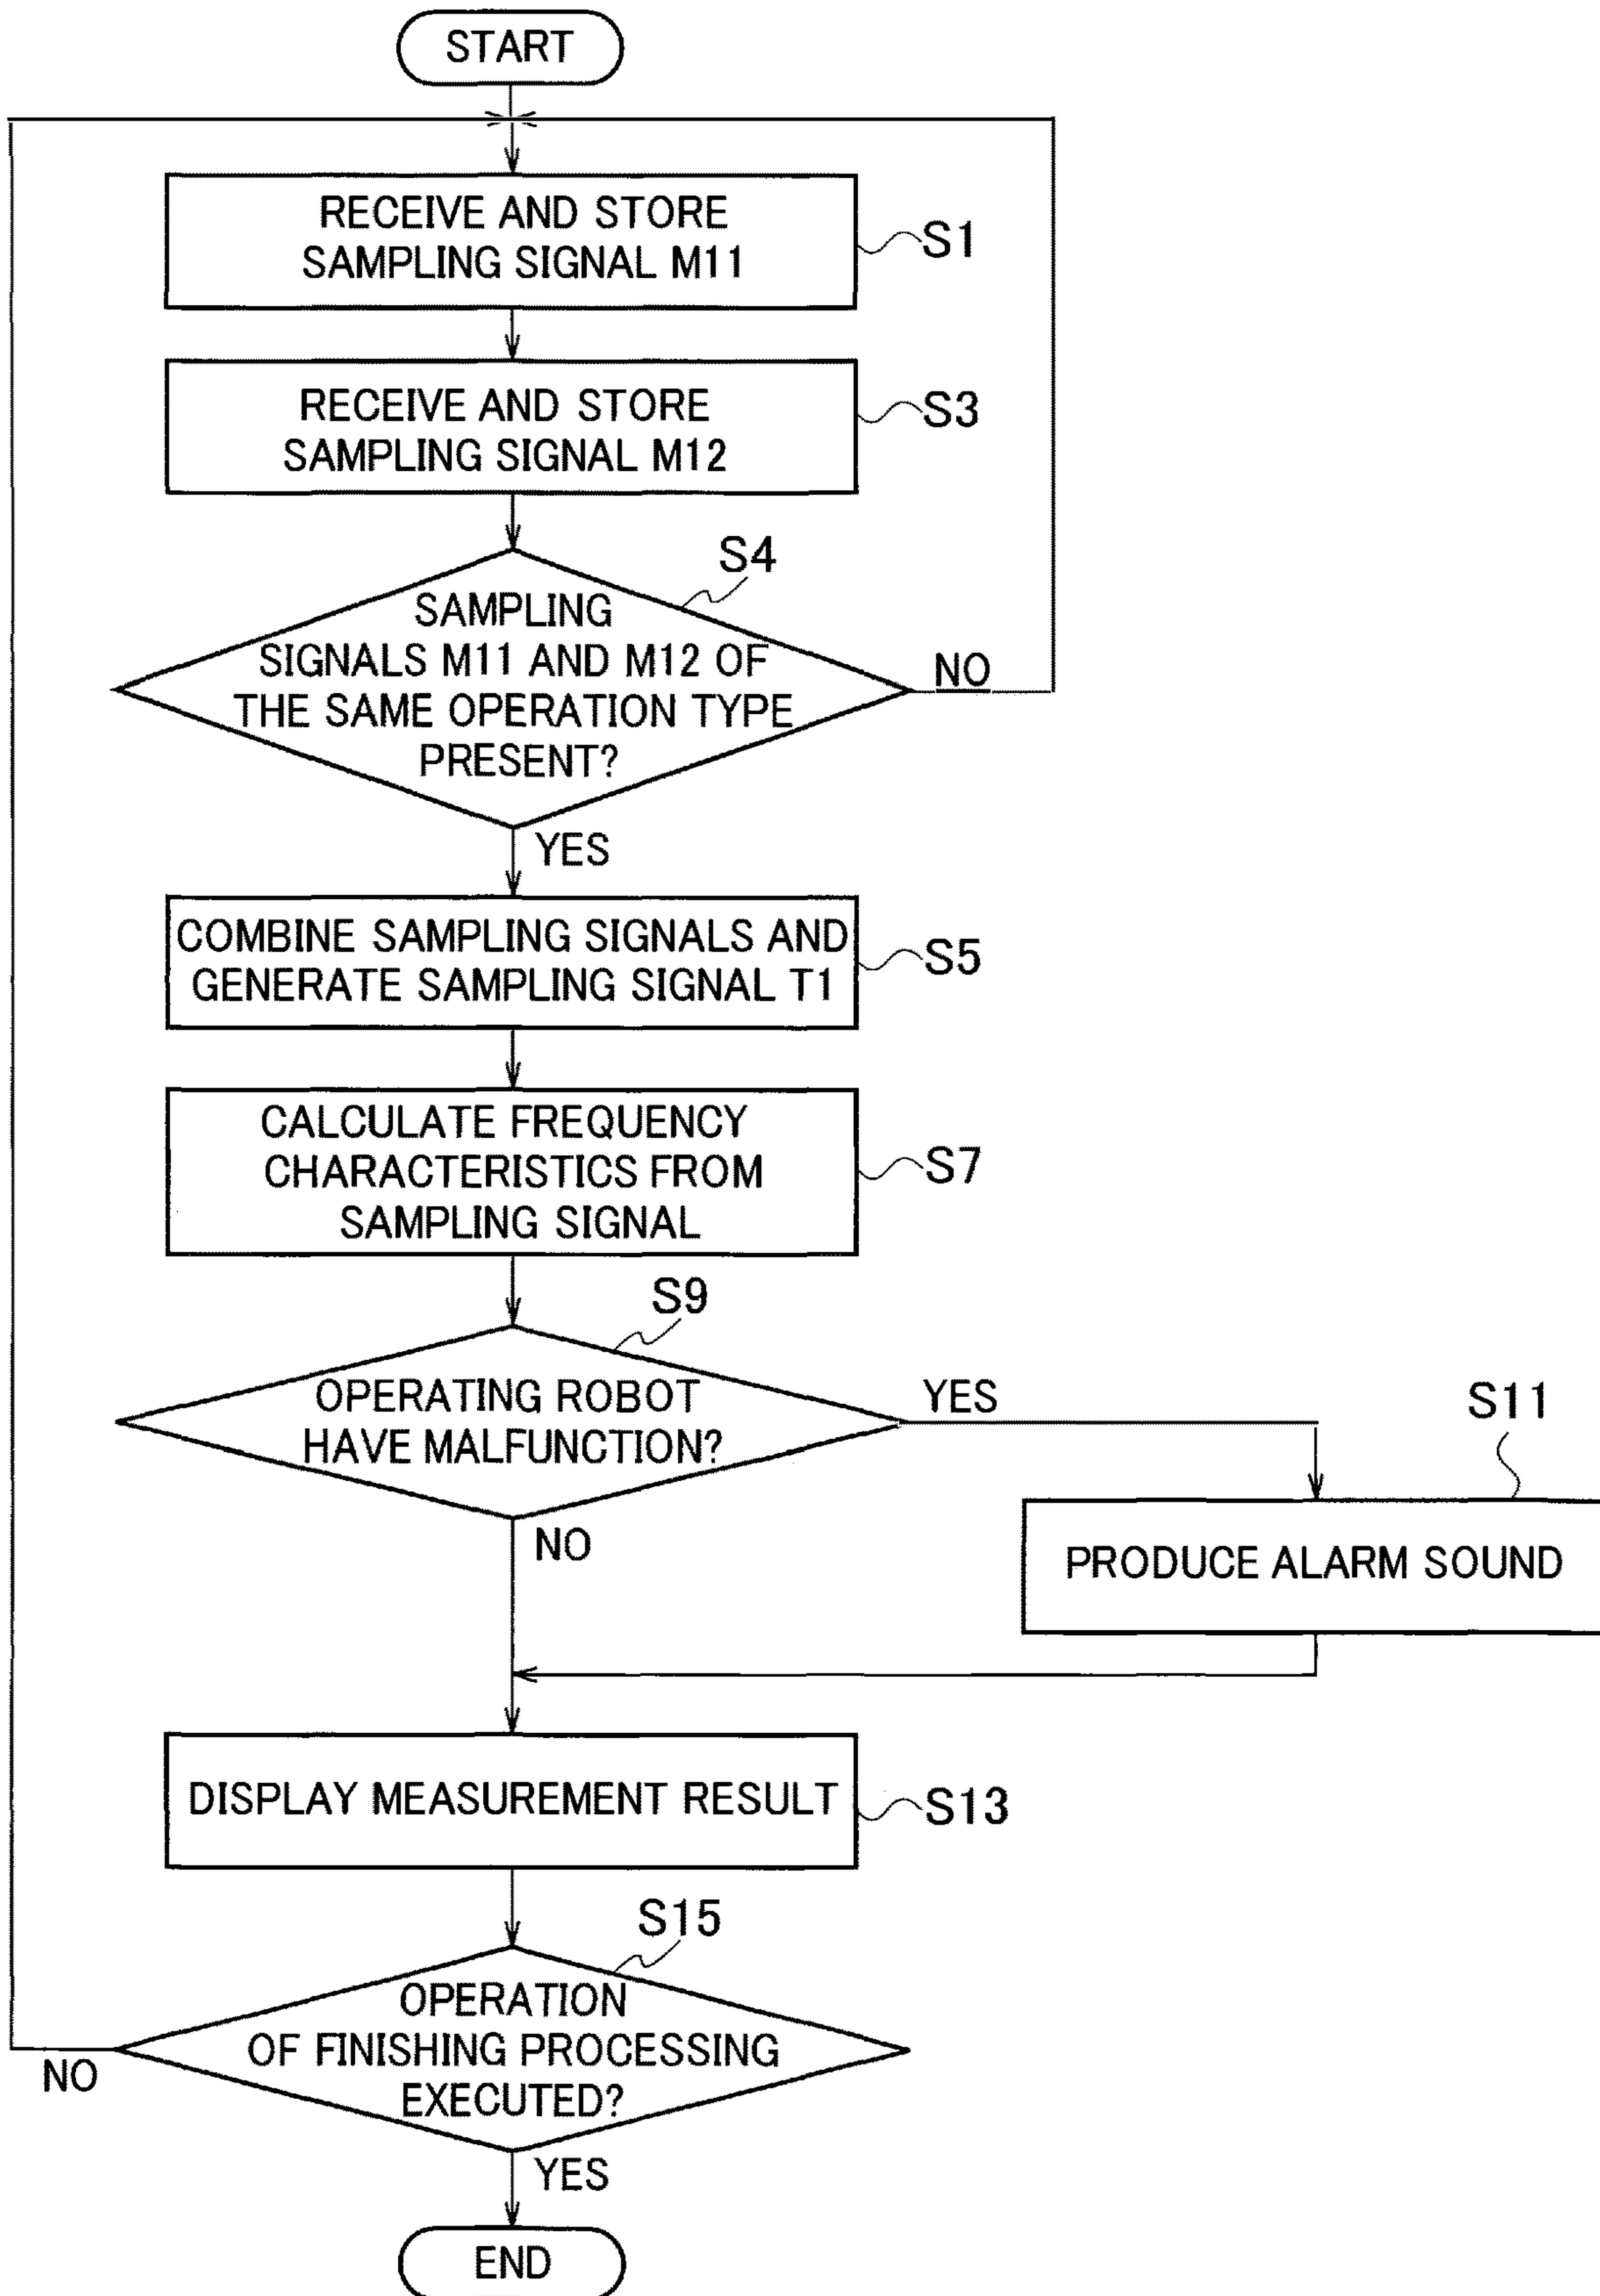 START
RECEIVE AND STORE
SAMPLING SIGNAL M11
S1
RECEIVE AND STORE
SAMPLING SIGNAL M12
S3
S4
SAMPLING
SIGNALS M11 AND M12 OF
THE SAME OPERATION TYPE
PRESENT?
NO
YES
COMBINE SAMPLING SIGNALS AND
GENERATE SAMPLING SIGNAL T1
S5
CALCULATE FREQUENCY
CHARACTERISTICS FROM
SAMPLING SIGNAL
S7
S9
OPERATING ROBOT
HAVE MALFUNCTION?
YES
S11
NO
PRODUCE ALARM SOUND
DISPLAY MEASUREMENT RESULT
S13
S15
OPERATION
OF FINISHING PROCESSING
EXECUTED?
NO
YES
END